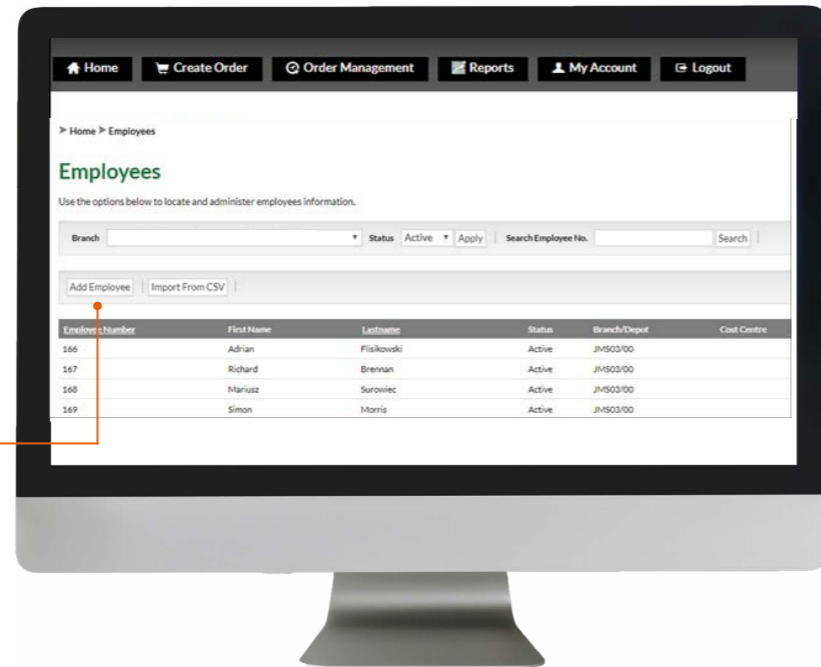 Home Create Order Order Management Reports My Account Logout
Home Employees
Employees
Use the options below to locate and administer employees information.
Branch Status Active Apply Search Employee No. Search
Add Employee Import From CSV
Employee Number First Name Lastname Status Branch/Depot Cost Centre
166 Adrian Flisikowski Active JMS03/00
167 Richard Brennan Active JMS03/00
168 Mariusz Surowiec Active JMS03/00
169 Simon Morris Active JMS03/00